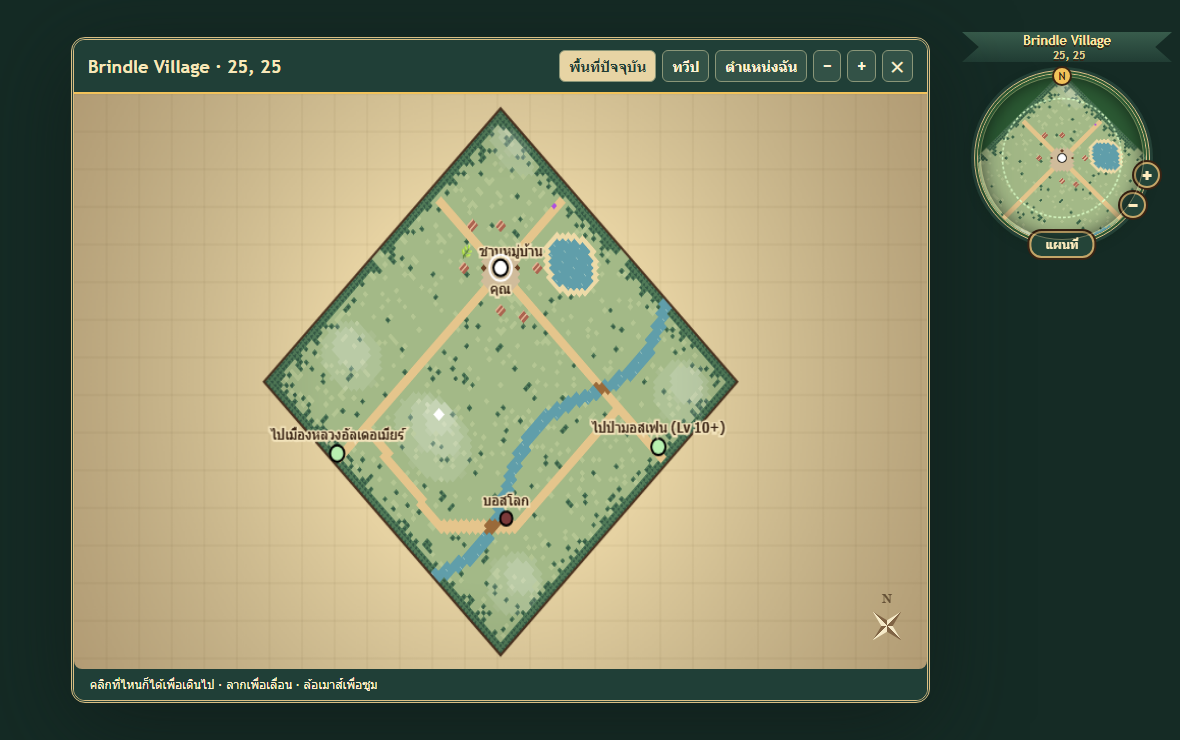 Brindle Village · 25, 25
พื้นที่ปัจจุบัน
ทวีป
ตำแหน่งฉัน
−
+
✕
Brindle Village
25, 25
N
+
−
แผนที่
ชานหมู่บ้าน
คุณ
ไปเมืองหลวงอัลเดอเมียร์
ไปป่ามอสเฟน (Lv 10+)
บอสโลก
N
คลิกที่ไหนก็ได้เพื่อเดินไป · ลากเพื่อเลื่อน · ล้อเมาส์เพื่อซูม